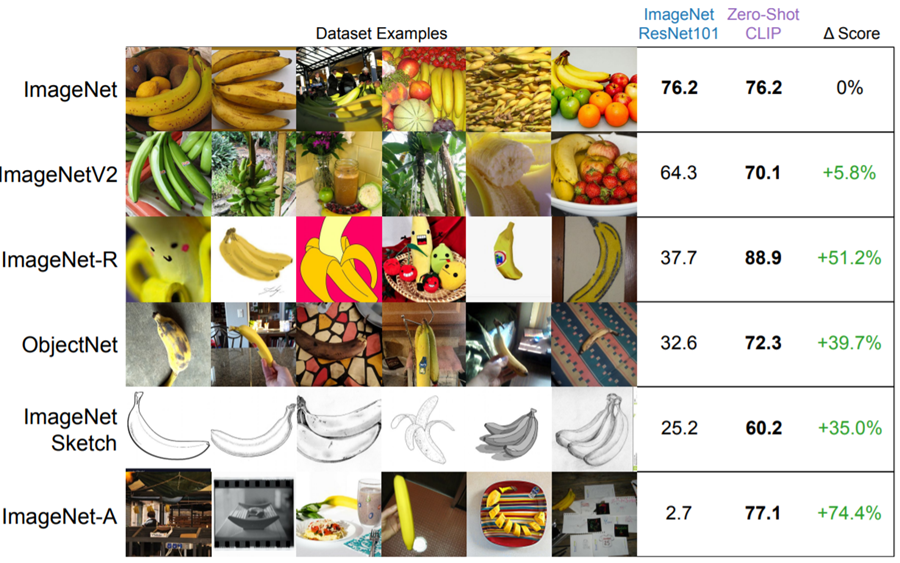 Dataset Examples
ImageNet ResNet101
Zero-Shot CLIP
Δ Score
ImageNet 76.2 76.2 0%
ImageNetV2 64.3 70.1 +5.8%
ImageNet-R 37.7 88.9 +51.2%
ObjectNet 32.6 72.3 +39.7%
ImageNet Sketch 25.2 60.2 +35.0%
ImageNet-A 2.7 77.1 +74.4%